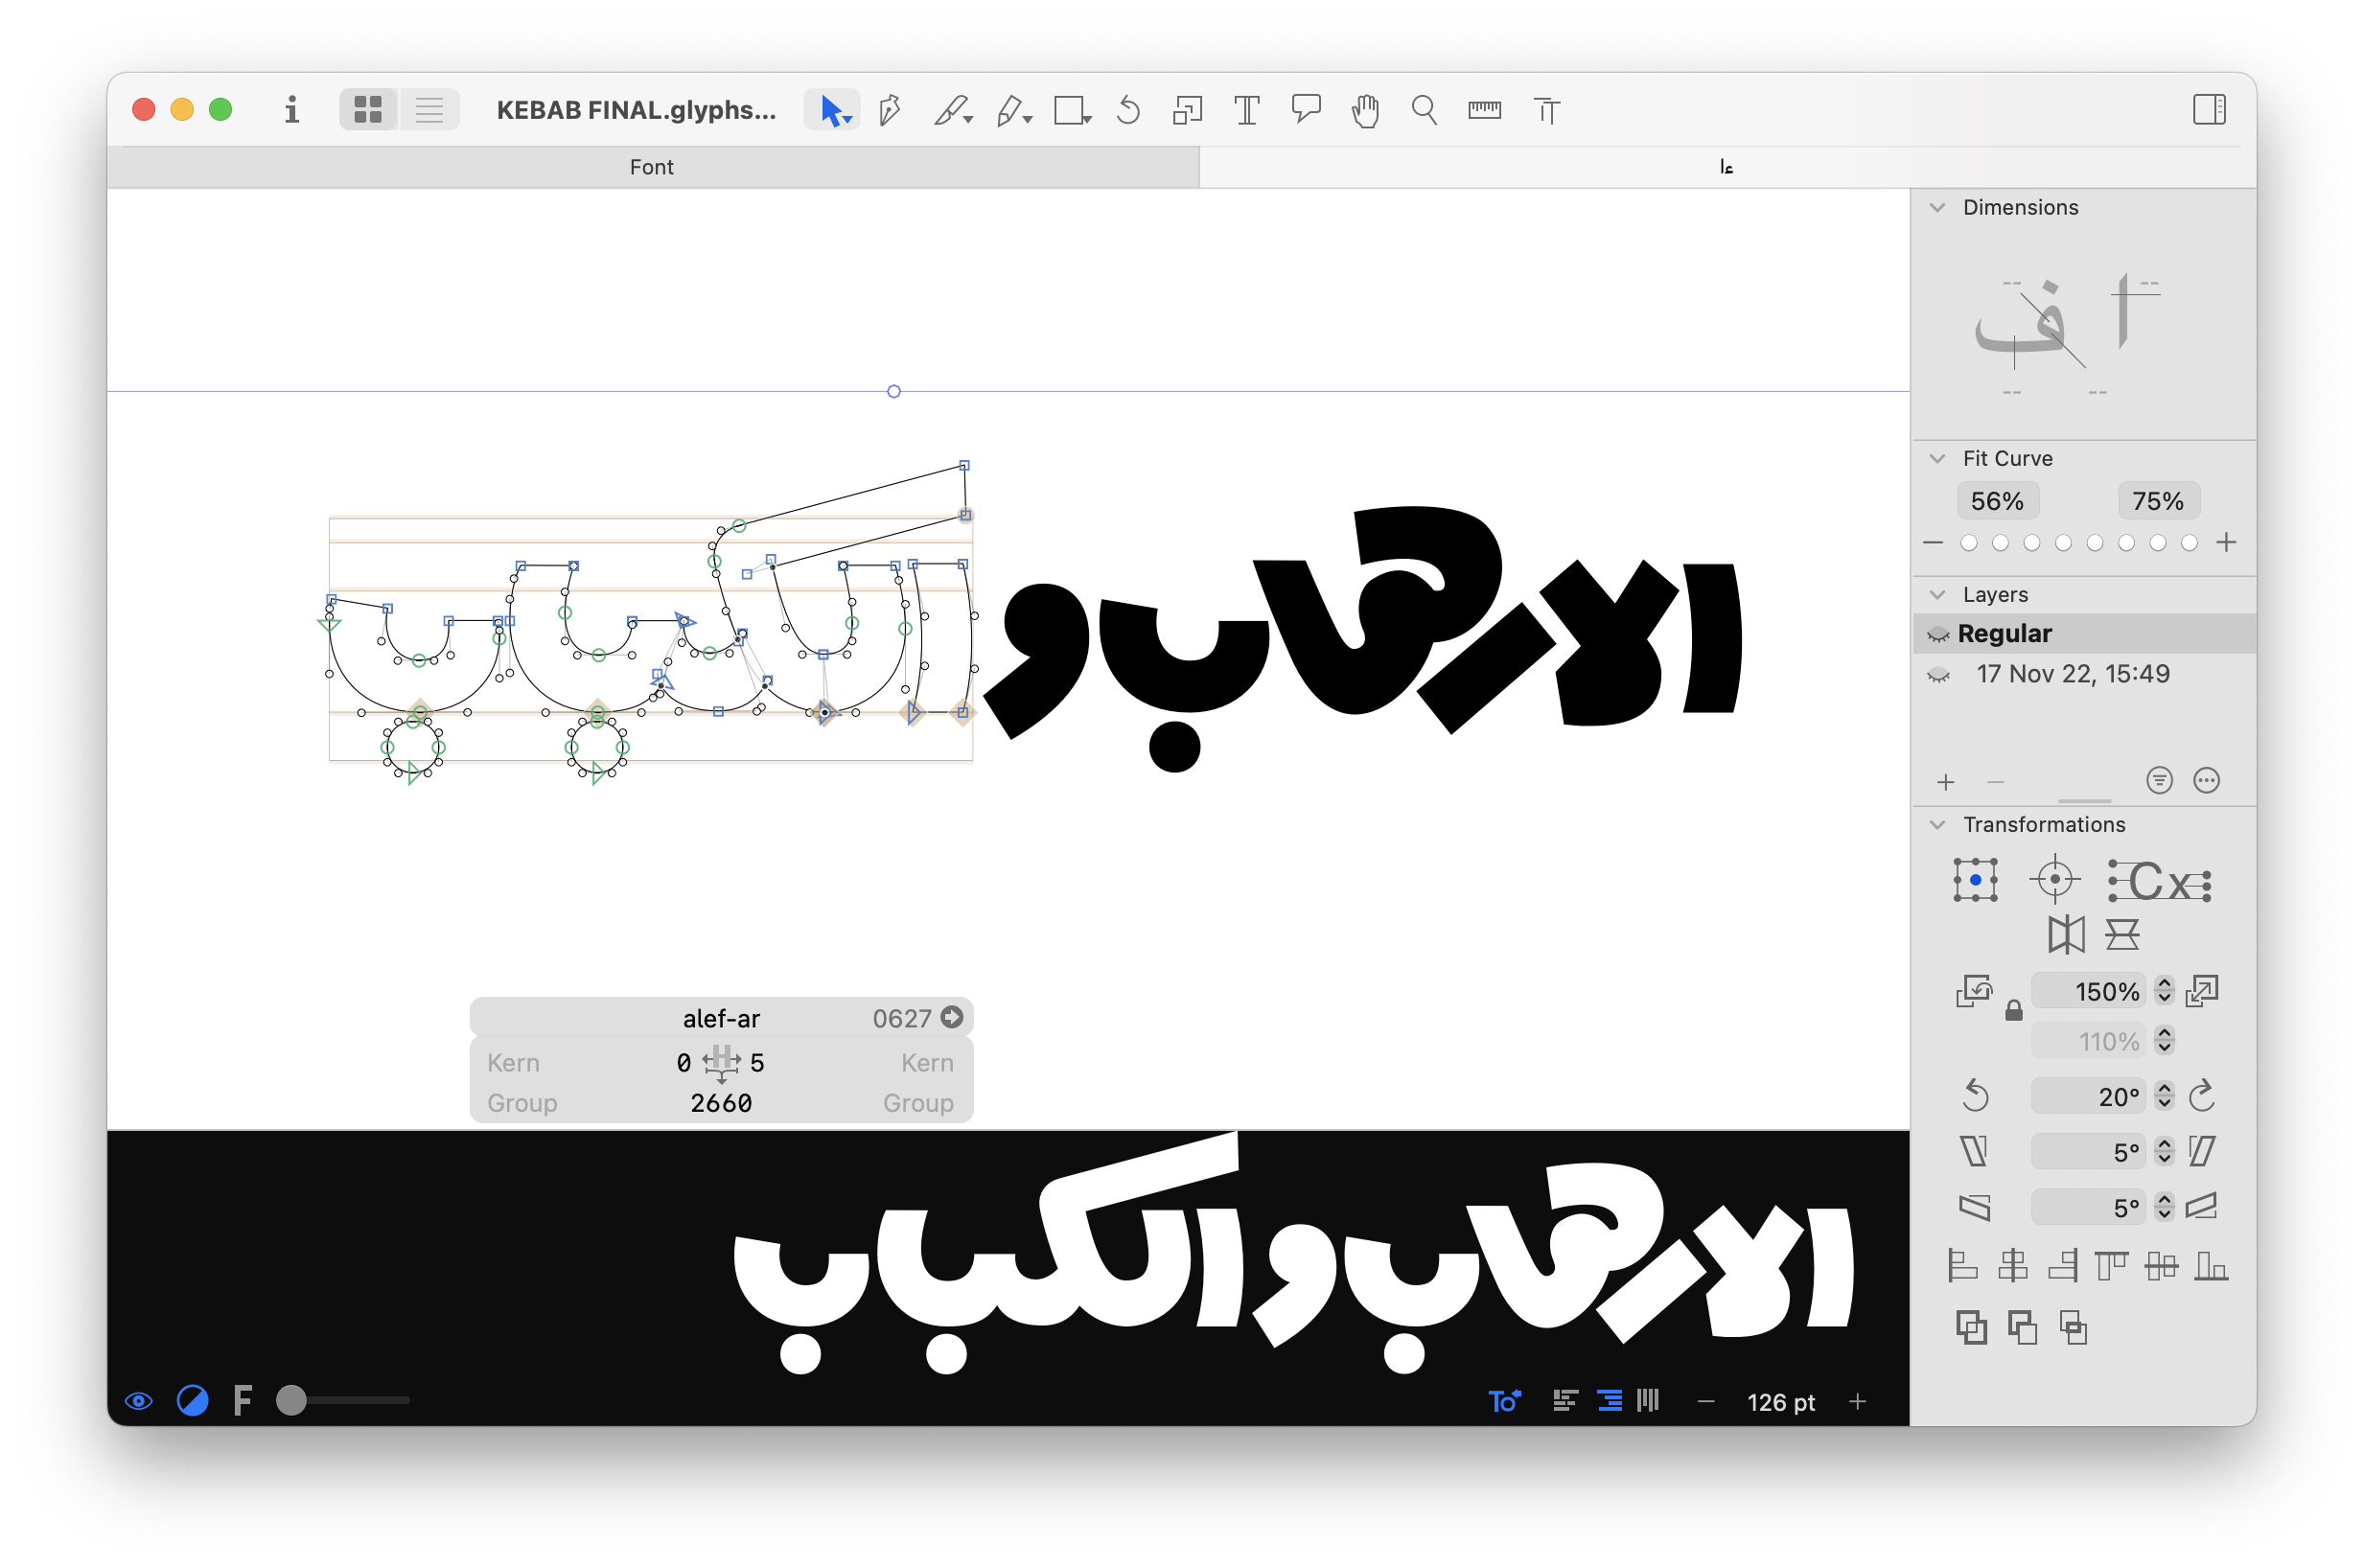 KEBAB FINAL.glyphs...
Font
ءا
الارهاب والكباب
alef-ar 0627
Kern 0 H 5 Kern
Group 2660 Group
الارهاب والكباب
F
126 pt
Dimensions
-- ف ا --
-- --
Fit Curve
56% 75%
Layers
Regular
17 Nov 22, 15:49
Transformations
Cx
150%
110%
20°
5°
5°